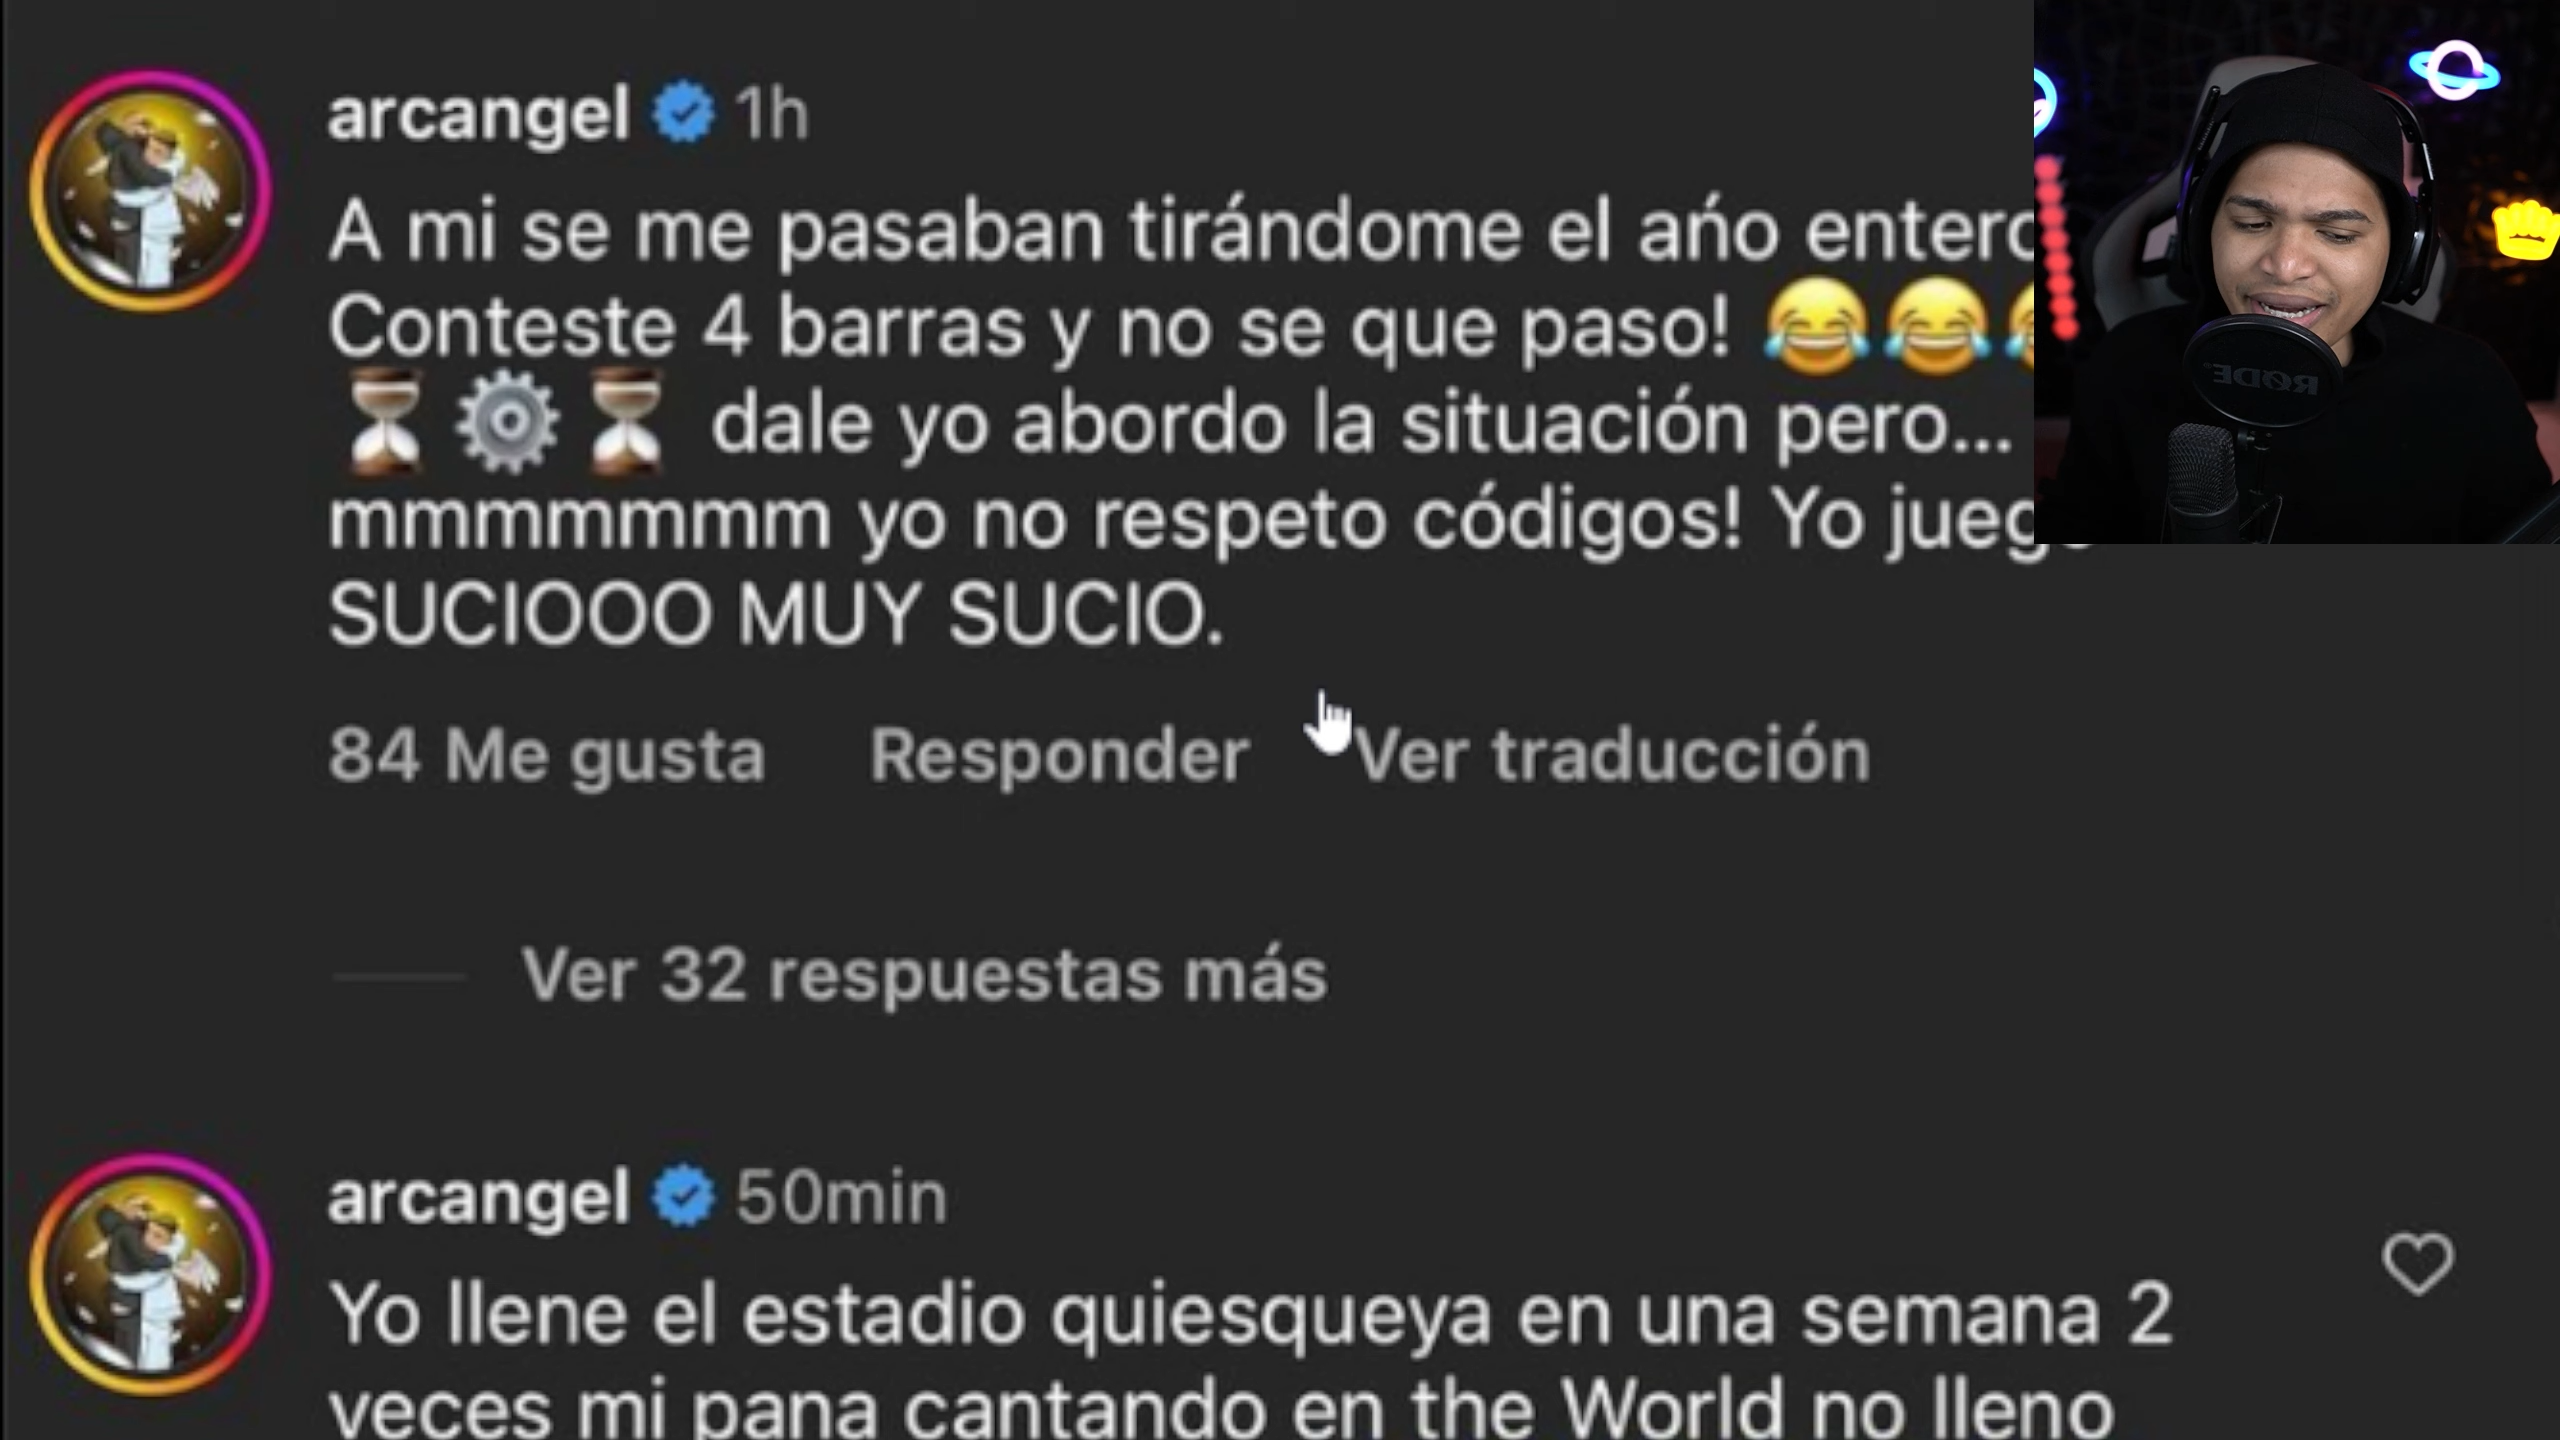 arcangel 1h
A mi se me pasaban tirándome el ańo entero
Conteste 4 barras y no se que paso! 😂😂
⏳⚙️⏳ dale yo abordo la situación pero...
mmmmmmm yo no respeto códigos! Yo juego
SUCIOOO MUY SUCIO.
84 Me gusta Responder Ver traducción
Ver 32 respuestas más
arcangel 50min
Yo llene el estadio quiesqueya en una semana 2
veces mi pana cantando en the World no lleno
RØDE